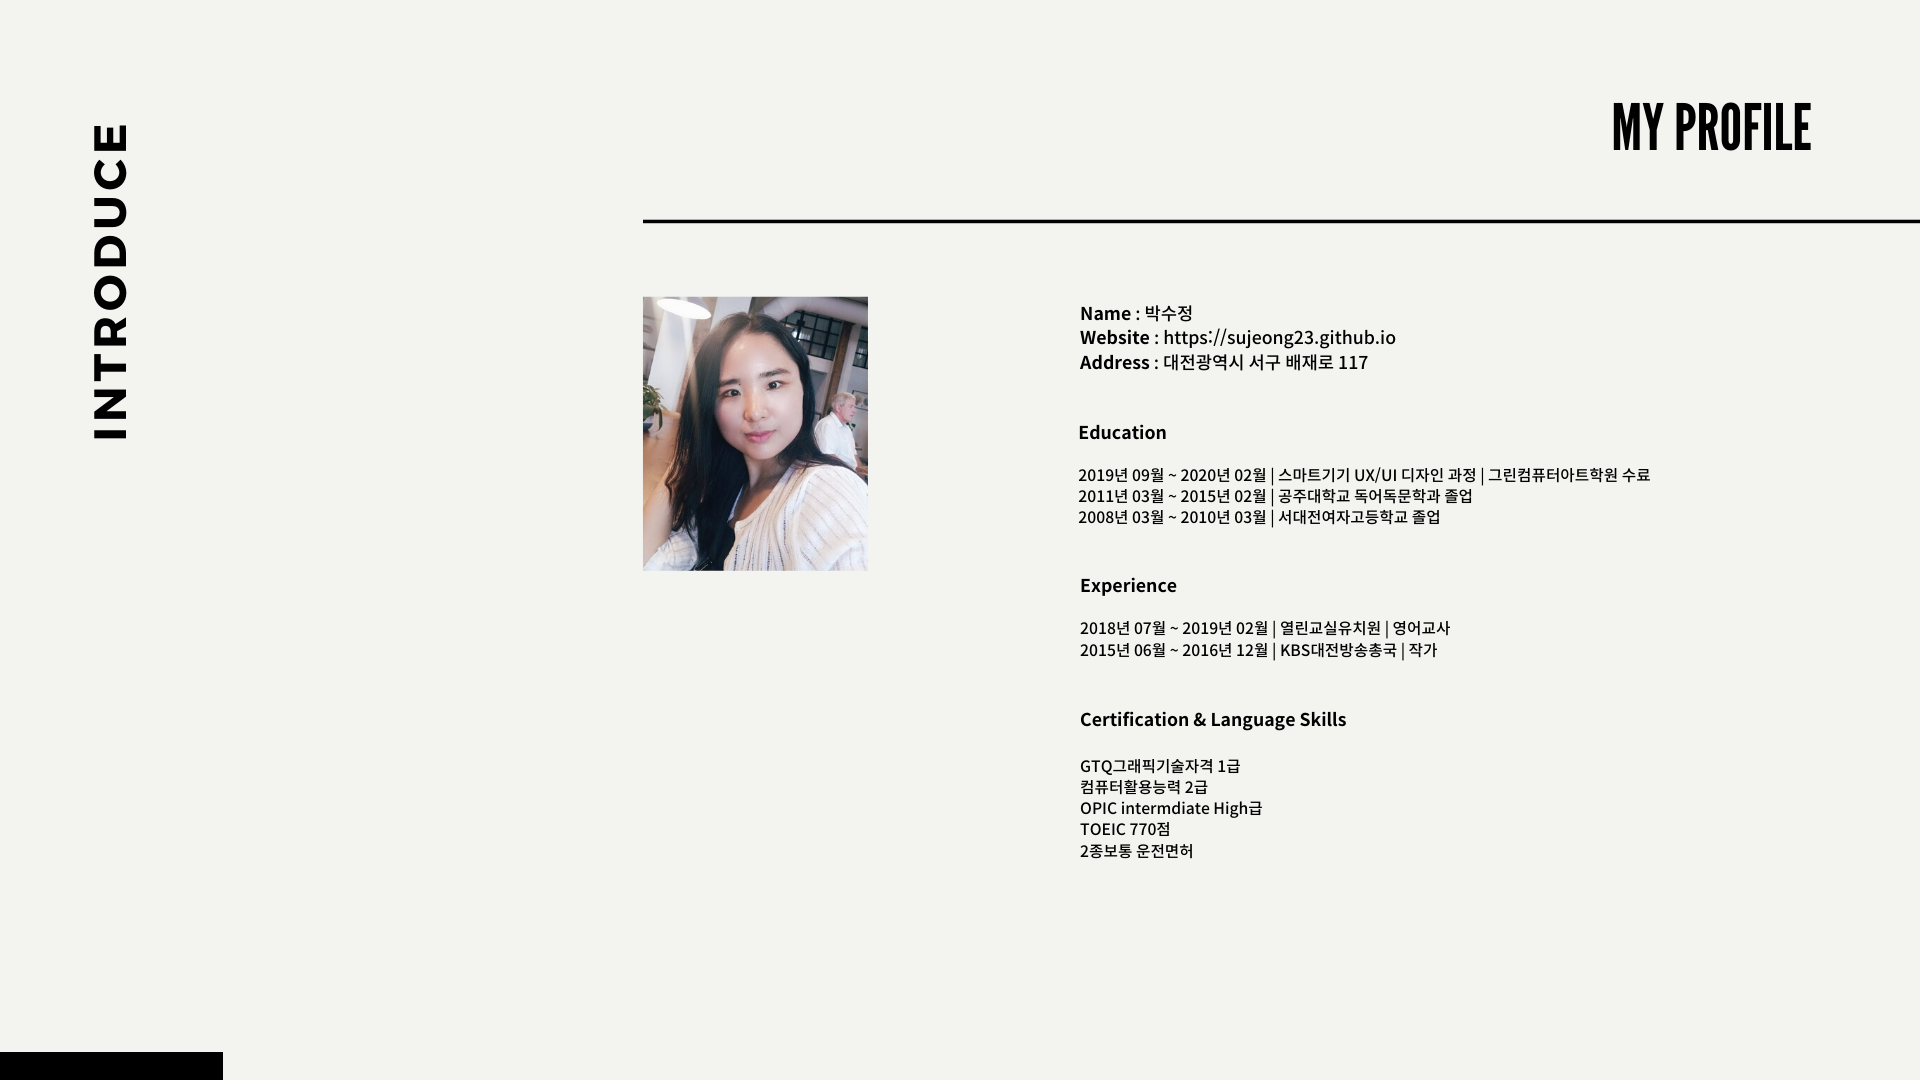 INTRODUCE
MY PROFILE
Name : 박수정
Website : https://sujeong23.github.io
Address : 대전광역시 서구 배재로 117
Education
2019년 09월 ~ 2020년 02월 | 스마트기기 UX/UI 디자인 과정 | 그린컴퓨터아트학원 수료
2011년 03월 ~ 2015년 02월 | 공주대학교 독어독문학과 졸업
2008년 03월 ~ 2010년 03월 | 서대전여자고등학교 졸업
Experience
2018년 07월 ~ 2019년 02월 | 열린교실유치원 | 영어교사
2015년 06월 ~ 2016년 12월 | KBS대전방송총국 | 작가
Certification & Language Skills
GTQ그래픽기술자격 1급
컴퓨터활용능력 2급
OPIC intermdiate High급
TOEIC 770점
2종보통 운전면허